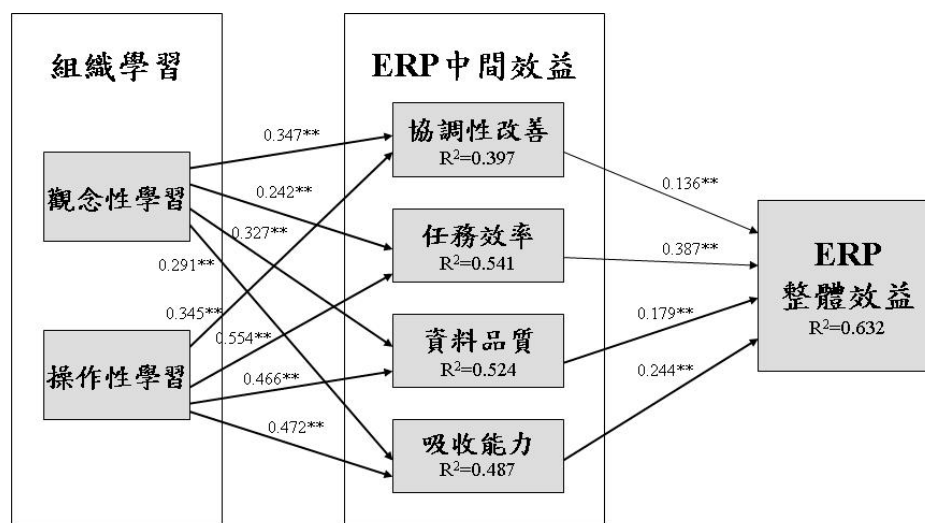 組織學習
觀念性學習
操作性學習
0.347**
0.242**
0.327**
0.291**
0.345**
0.554**
0.466**
0.472**
ERP中間效益
協調性改善
R²=0.397
任務效率
R²=0.541
資料品質
R²=0.524
吸收能力
R²=0.487
0.136**
0.387**
0.179**
0.244**
ERP
整體效益
R²=0.632